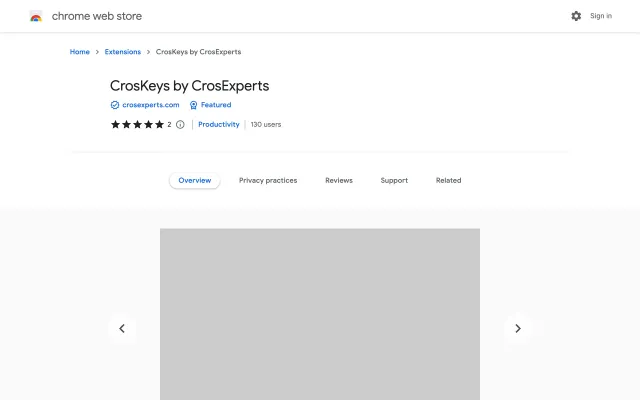 chrome web store
Sign in
Home > Extensions > CrosKeys by CrosExperts
CrosKeys by CrosExperts
crosexperts.com Featured
2 Productivity 130 users
Overview Privacy practices Reviews Support Related